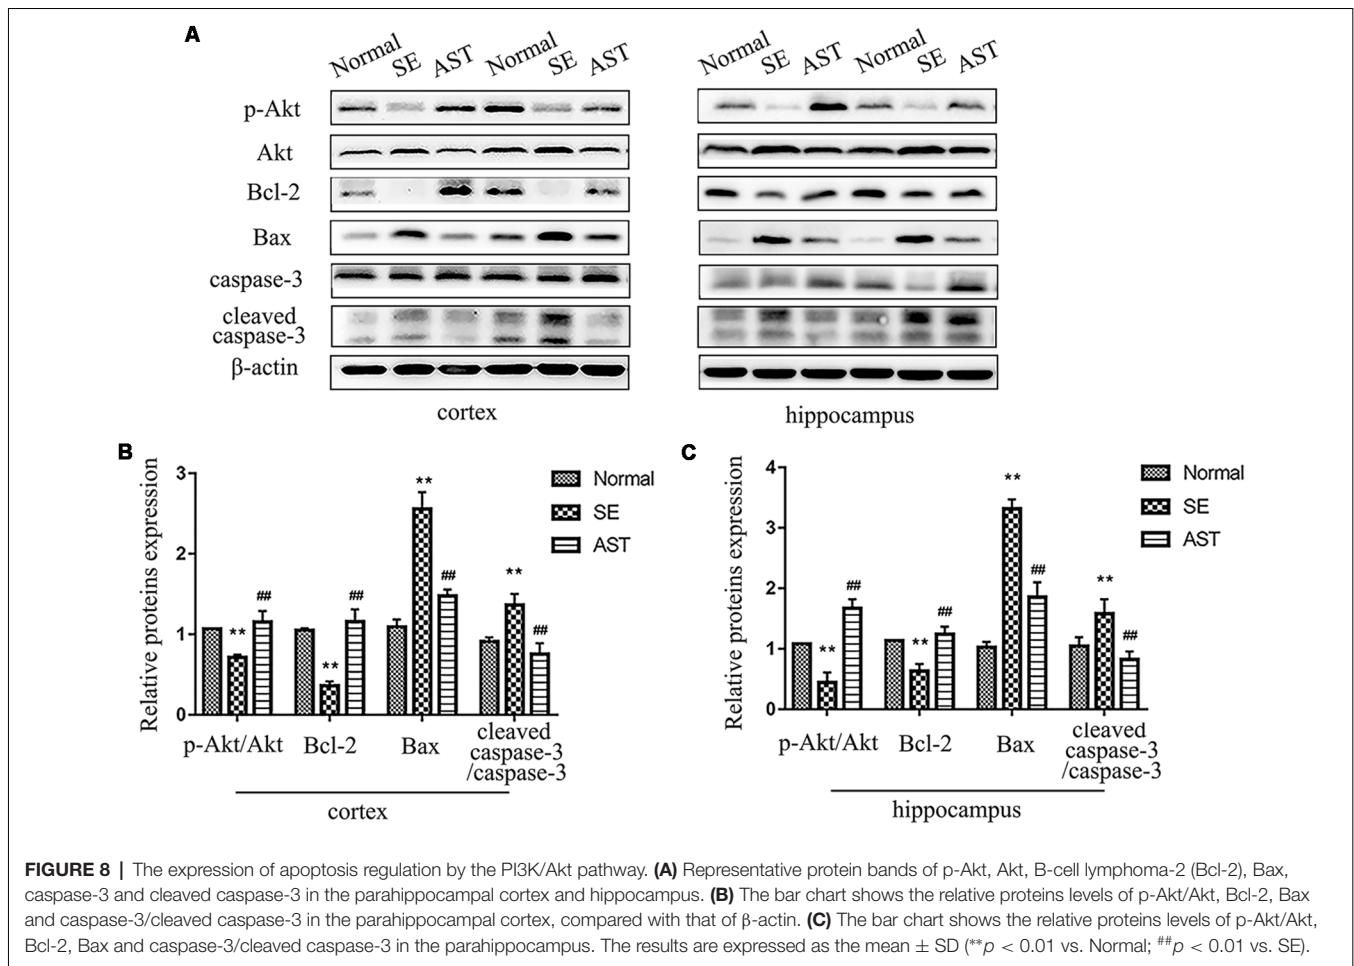 A
Normal SE AST Normal SE AST
Normal SE AST Normal SE AST
p-Akt
Akt
Bcl-2
Bax
caspase-3
cleaved
caspase-3
β-actin
cortex
hippocampus
B
Relative proteins expression
3
2
1
0
**
##
**
##
**
##
**
##
Normal
SE
AST
p-Akt/Akt
Bcl-2
Bax
cleaved
caspase-3
/caspase-3
cortex
C
Relative proteins expression
4
3
2
1
0
**
##
**
##
**
##
**
##
Normal
SE
AST
p-Akt/Akt
Bcl-2
Bax
cleaved
caspase-3
/caspase-3
hippocampus
FIGURE 8 | The expression of apoptosis regulation by the PI3K/Akt pathway. (A) Representative protein bands of p-Akt, Akt, B-cell lymphoma-2 (Bcl-2), Bax,
caspase-3 and cleaved caspase-3 in the parahippocampal cortex and hippocampus. (B) The bar chart shows the relative proteins levels of p-Akt/Akt, Bcl-2, Bax
and caspase-3/cleaved caspase-3 in the parahippocampal cortex, compared with that of β-actin. (C) The bar chart shows the relative proteins levels of p-Akt/Akt,
Bcl-2, Bax and caspase-3/cleaved caspase-3 in the parahippocampus. The results are expressed as the mean ± SD (**p < 0.01 vs. Normal; ##p < 0.01 vs. SE).